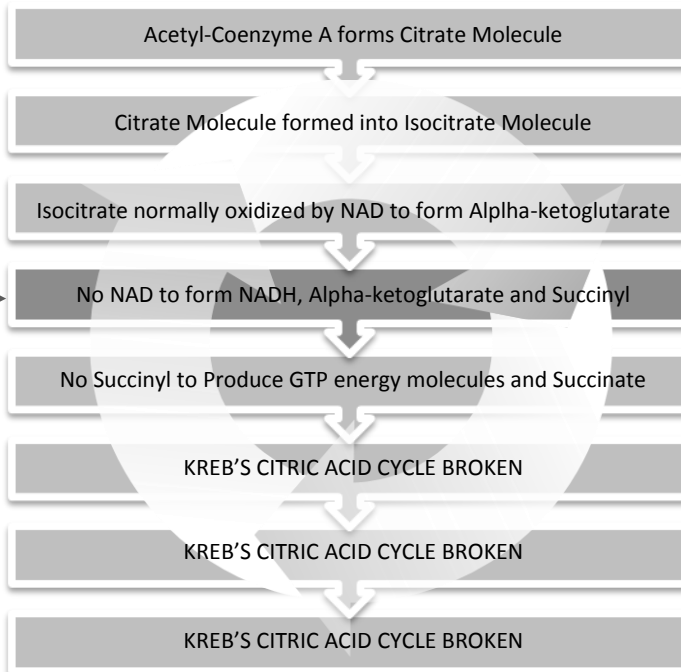 Acetyl-Coenzyme A forms Citrate Molecule
Citrate Molecule formed into Isocitrate Molecule
Isocitrate normally oxidized by NAD to form Alplha-ketoglutarate
No NAD to form NADH, Alpha-ketoglutarate and Succinyl
No Succinyl to Produce GTP energy molecules and Succinate
KREB’S CITRIC ACID CYCLE BROKEN
KREB’S CITRIC ACID CYCLE BROKEN
KREB’S CITRIC ACID CYCLE BROKEN